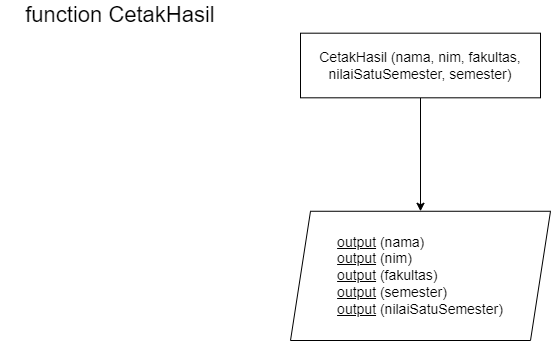 function CetakHasil
CetakHasil (nama, nim, fakultas,
nilaiSatuSemester, semester)
output (nama)
output (nim)
output (fakultas)
output (semester)
output (nilaiSatuSemester)